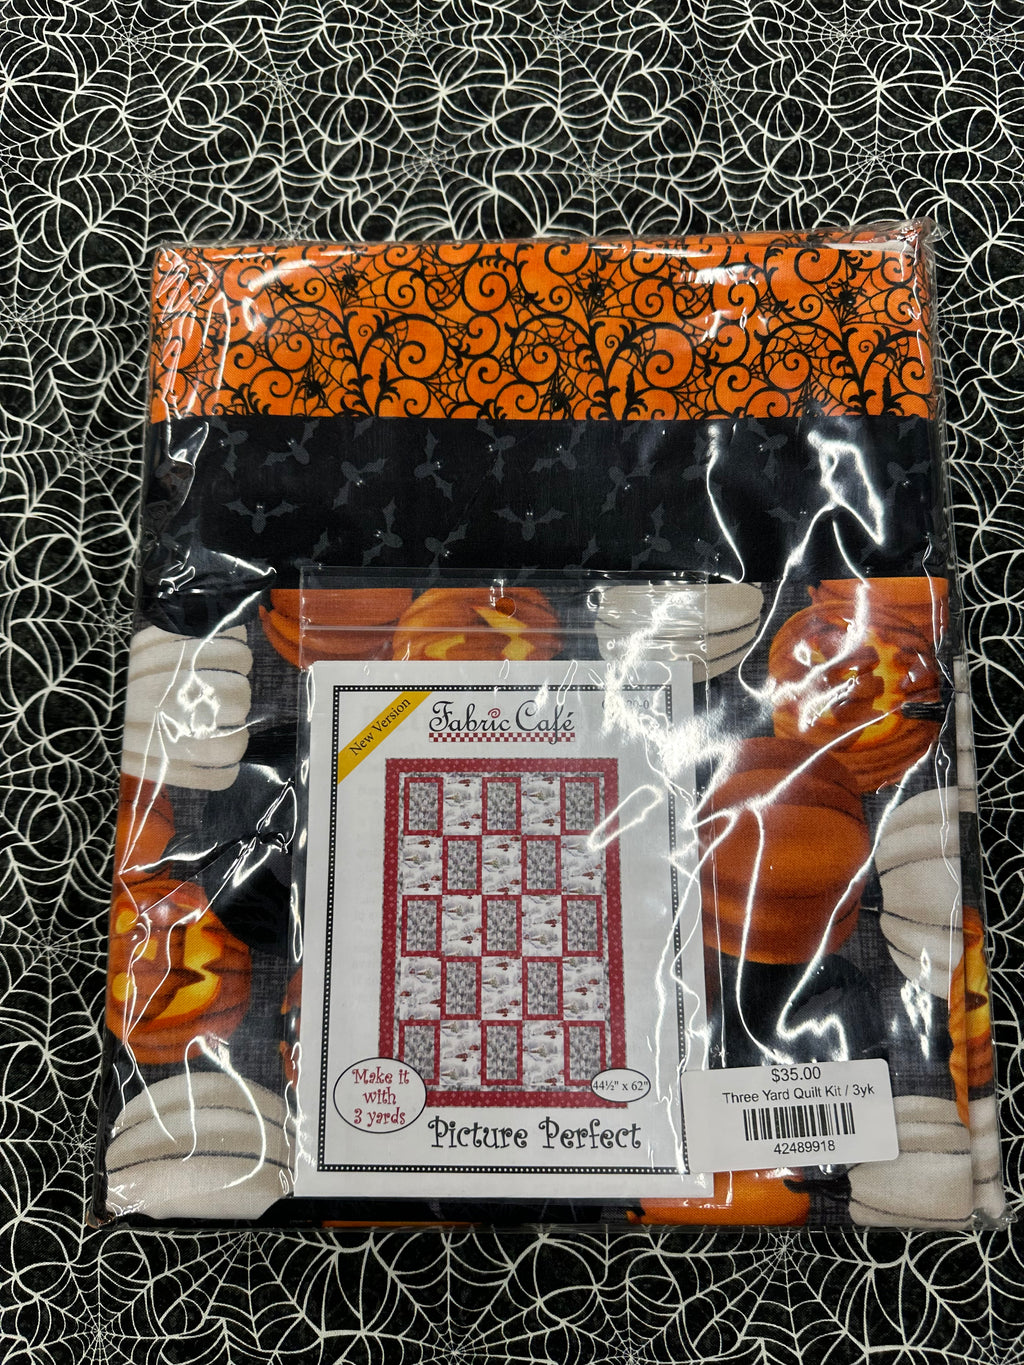 New Version
Fabric Café
Make it
with
3 yards
44½" x 62"
Picture Perfect
$35.00
Three Yard Quilt Kit / 3yk
42489918